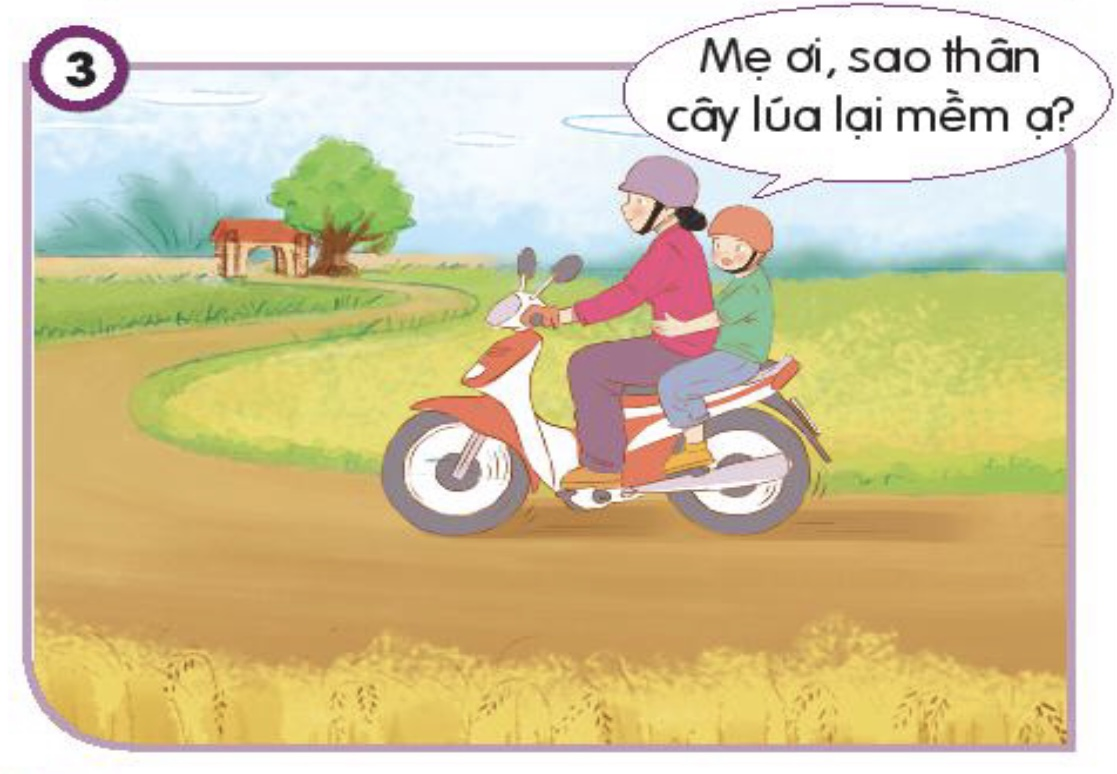 3
Mẹ ơi, sao thân
cây lúa lại mềm ạ?